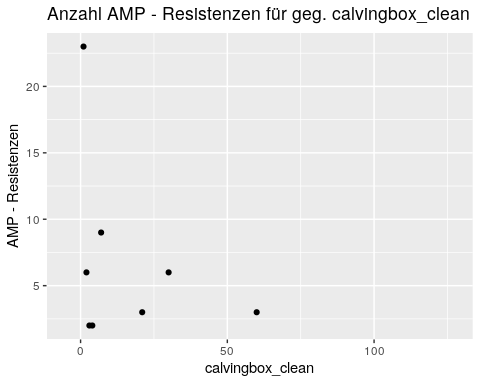 Anzahl AMP - Resistenzen für geg. calvingbox_clean
AMP - Resistenzen
20
15
10
5
0
50
100
calvingbox_clean